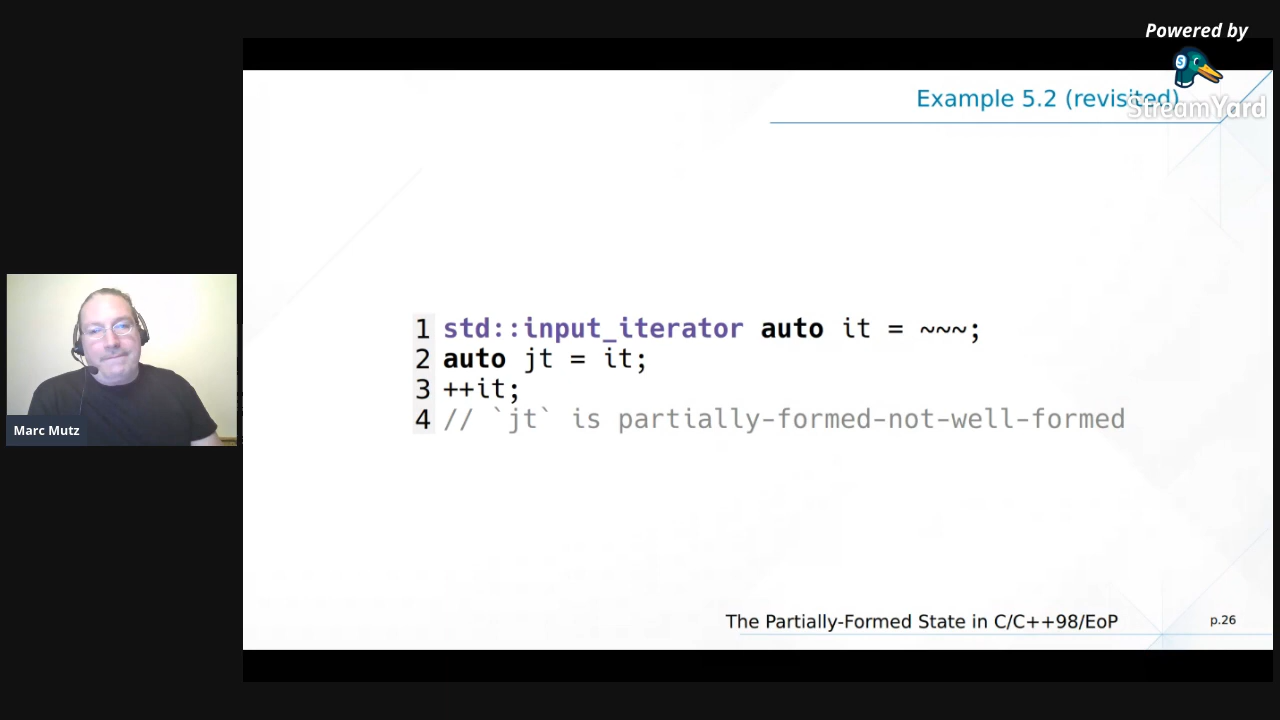 Powered by
StreamYard
Example 5.2 (revisited)
1 std::input_iterator auto it = ~~~;
2 auto jt = it;
3 ++it;
4 // `jt` is partially-formed-not-well-formed
Marc Mutz
The Partially-Formed State in C/C++98/EoP
p.26